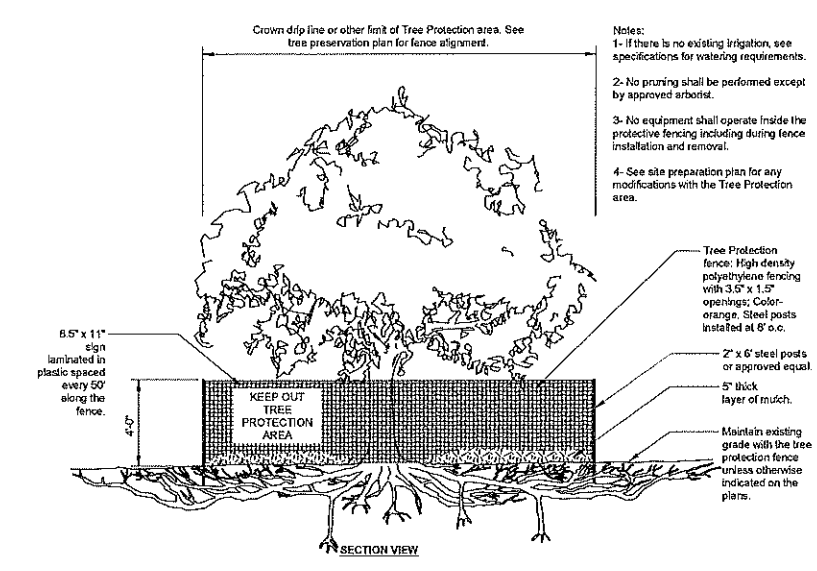 Crown drip line or other limit of Tree Protection area. See
tree preservation plan for fence alignment.
Notes:
1- If there is no existing irrigation, see
specifications for watering requirements.
2- No pruning shall be performed except
by approved arborist.
3- No equipment shall operate inside the
protective fencing including during fence
installation and removal.
4- See site preparation plan for any
modifications with the Tree Protection
area.
Tree Protection
fence: High density
polyethylene fencing
with 3.5" x 1.5"
openings; Color-
orange. Steel posts
installed at 8' o.c.
2" x 6' steel posts
or approved equal.
5" thick
layer of mulch.
Maintain existing
grade with the tree
protection fence
unless otherwise
indicated on the
plans.
6.5" x 11"
sign
laminated in
plastic spaced
every 50'
along the
fence.
4'-0"
KEEP OUT
TREE
PROTECTION
AREA
SECTION VIEW